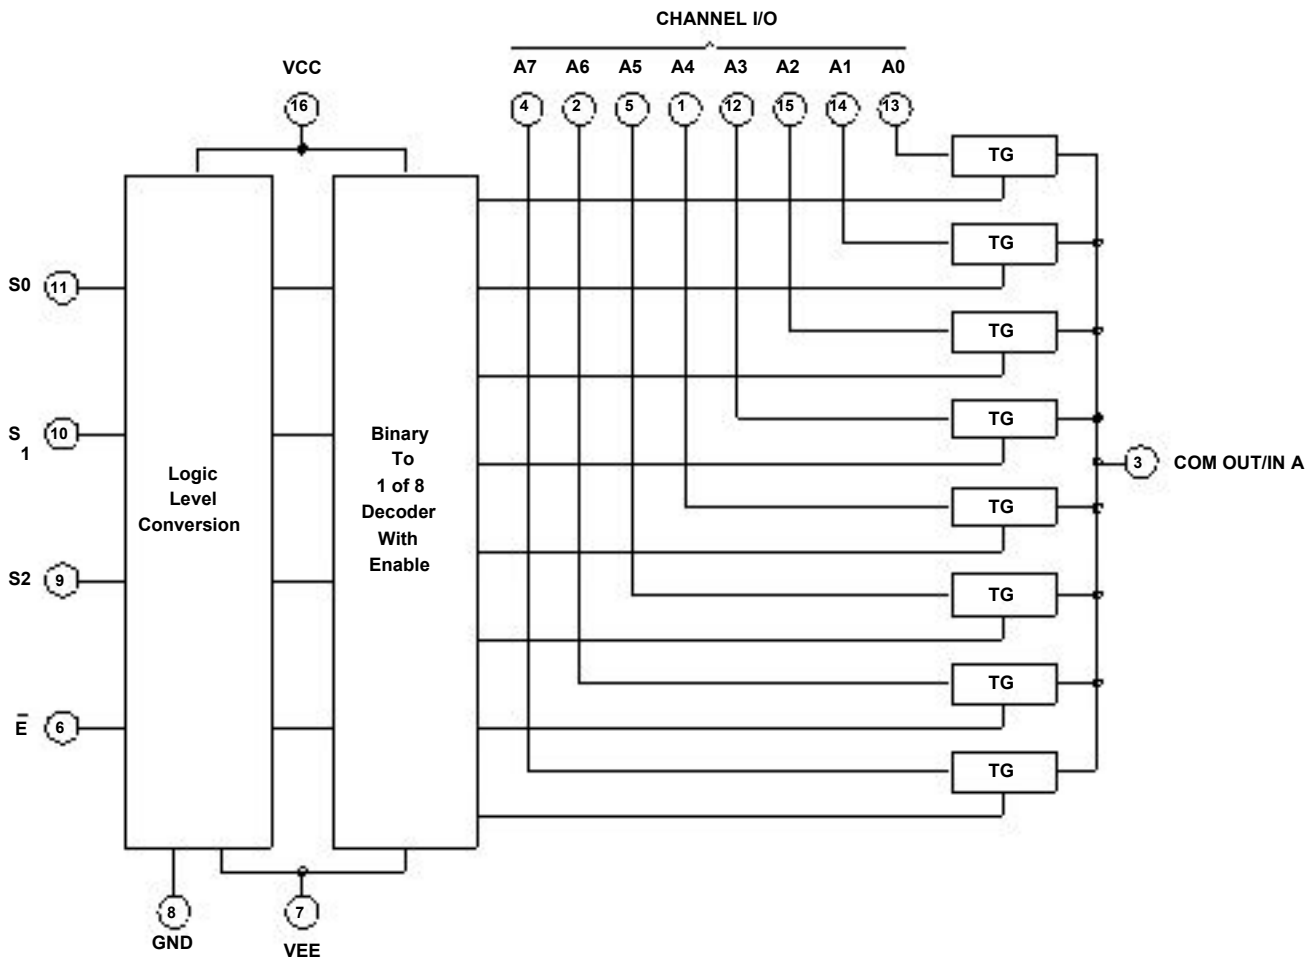 CHANNEL I/O
VCC
A7 A6 A5 A4 A3 A2 A1 A0
16
4 2 5 1 12 15 14 13
TG
TG
S0 11
TG
TG
S1 10
Binary
To
1 of 8
Decoder
With
Enable
Logic
Level
Conversion
3 COM OUT/IN A
TG
S2 9
TG
TG
E̅ 6
TG
8
GND
7
VEE